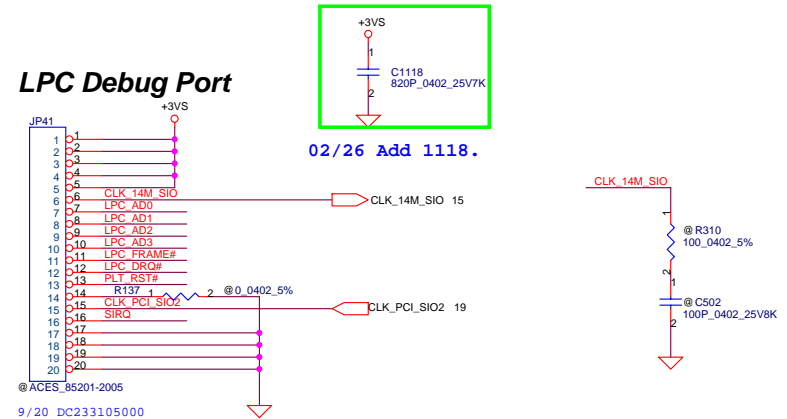 +3VS
1
C1118
820P_0402_25V7K
2
02/26 Add 1118.
LPC Debug Port
+3VS
JP41
1 1
2 2
3 3
4 4
5 5
6 6 CLK_14M_SIO
CLK_14M_SIO 15
7 7 LPC_AD0
8 8 LPC_AD1
9 9 LPC_AD2
10 10 LPC_AD3
11 11 LPC_FRAME#
12 12 LPC_DRQ#
13 13 PLT_RST#
14 14 R137 1 2 @0_0402_5%
15 15 CLK_PCI_SIO2
CLK_PCI_SIO2 19
16 16 SIRQ
17 17
18 18
19 19
20 20
@ACES_85201-2005
9/20 DC233105000
CLK_14M_SIO
1
@R310
100_0402_5%
2
1
@C502
100P_0402_25V8K
2